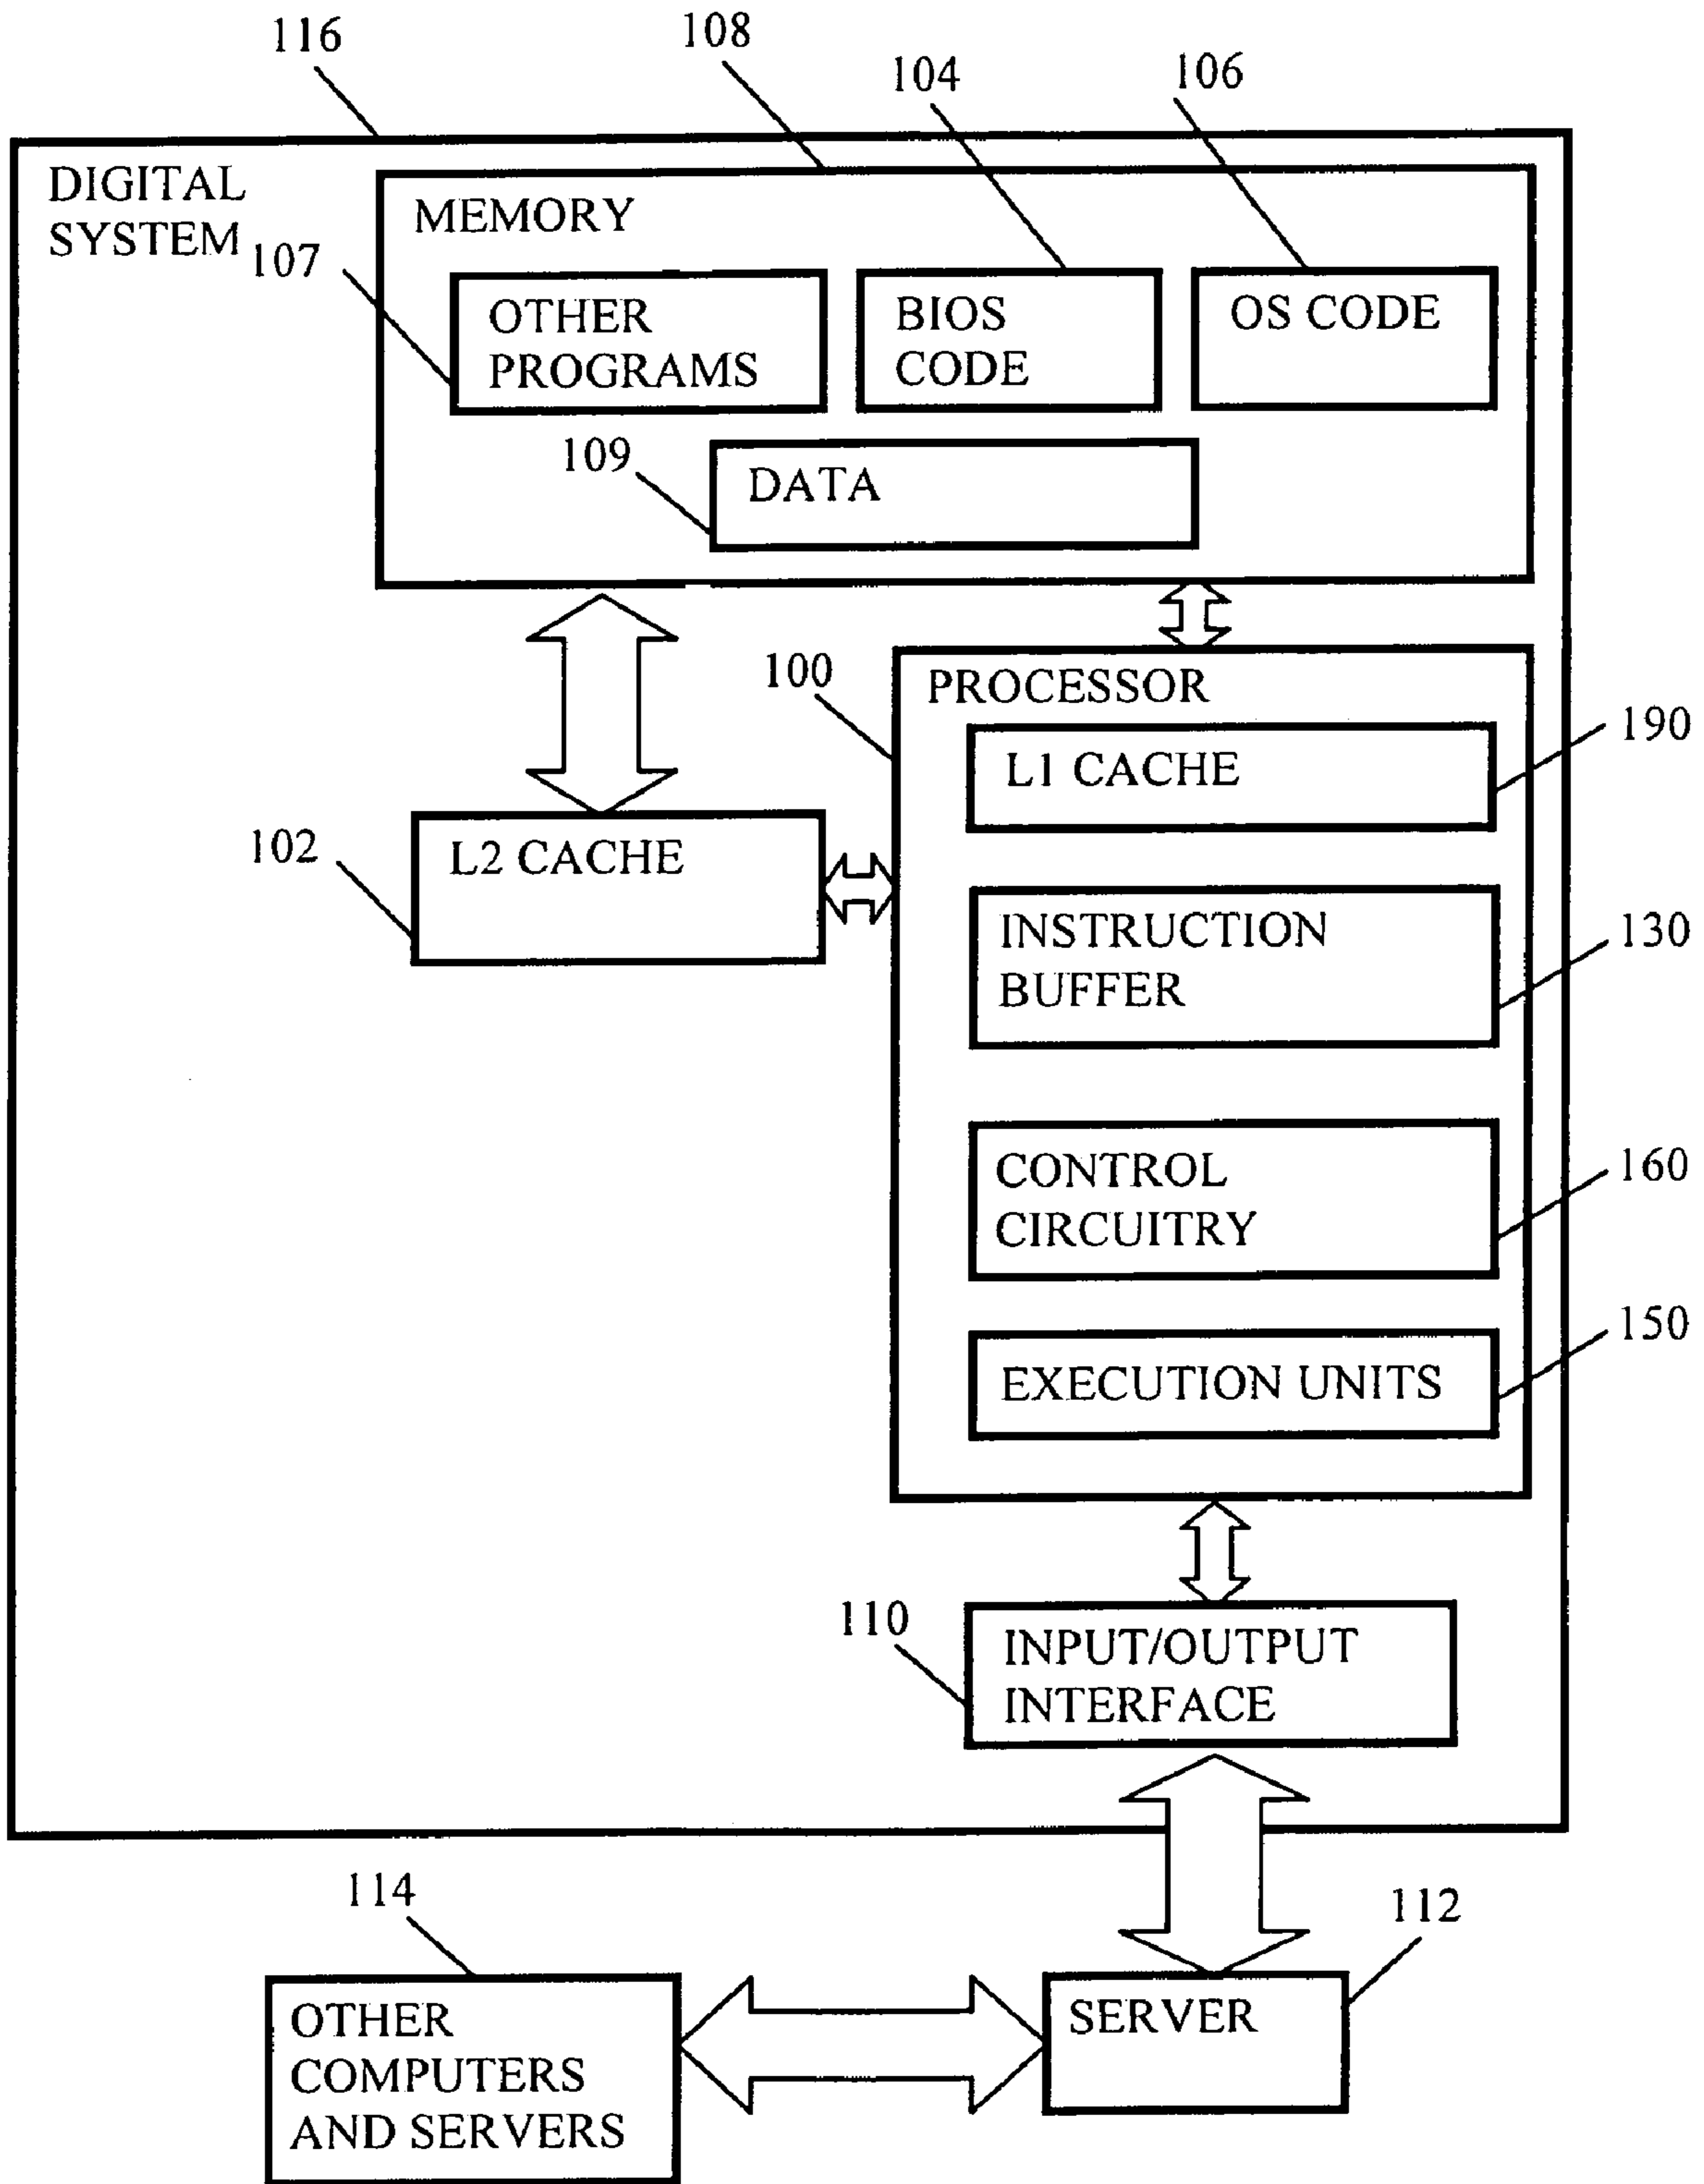 116
108
104
106
DIGITAL
SYSTEM
MEMORY
107
OTHER
PROGRAMS
BIOS
CODE
OS CODE
109
DATA
100
PROCESSOR
190
L1 CACHE
102
L2 CACHE
INSTRUCTION
BUFFER
130
CONTROL
CIRCUITRY
160
150
EXECUTION UNITS
110
INPUT/OUTPUT
INTERFACE
114
112
OTHER
COMPUTERS
AND SERVERS
SERVER